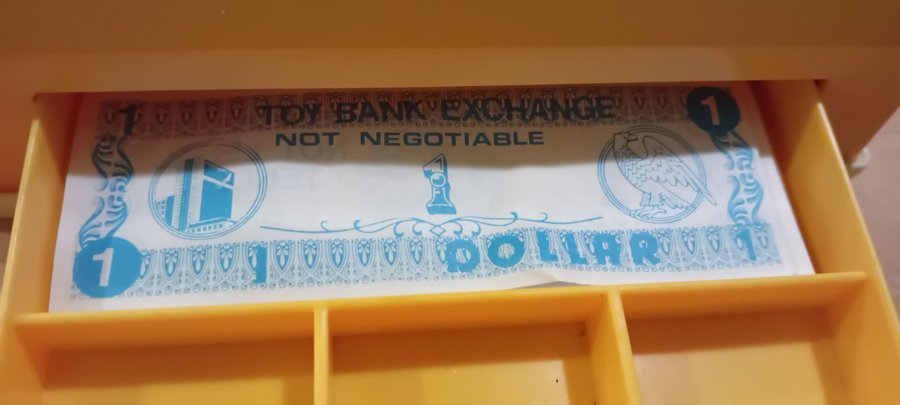 1 TOY BANK EXCHANGE 1
NOT NEGOTIABLE
1
1 1 DOLLAR 1